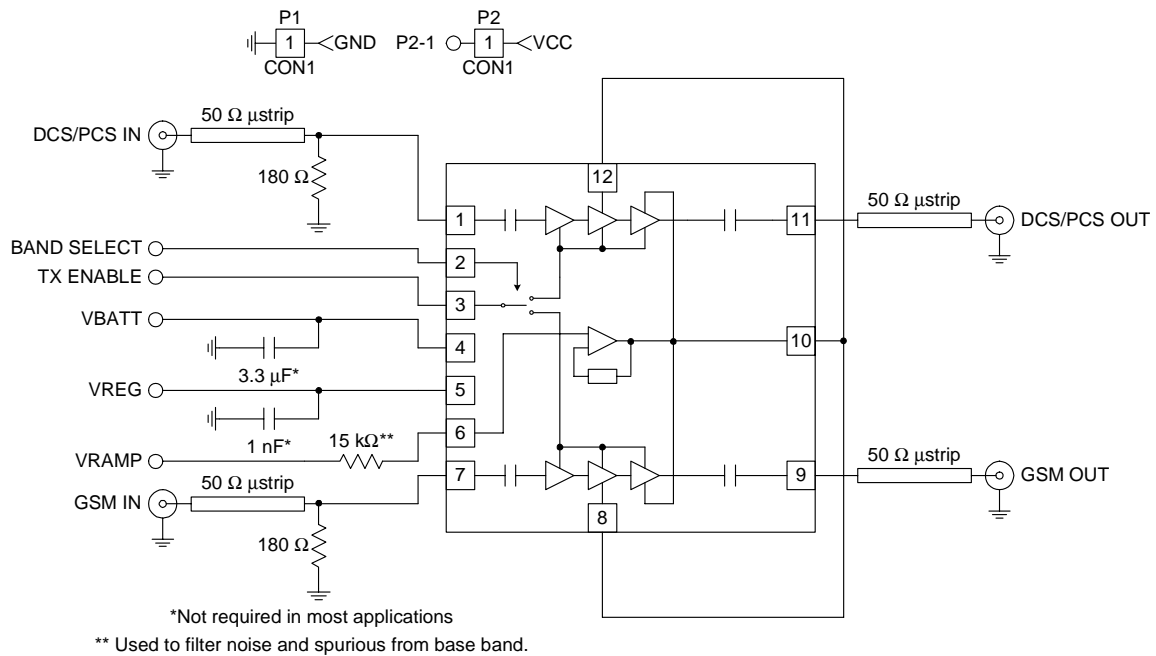 P1
P2
1
GND
P2-1
1
VCC
CON1
CON1
50 Ω μstrip
DCS/PCS IN
180 Ω
12
50 Ω μstrip
1
11
DCS/PCS OUT
BAND SELECT
2
TX ENABLE
3
VBATT
4
10
3.3 μF*
VREG
5
6
1 nF*
15 kΩ**
VRAMP
50 Ω μstrip
7
9
50 Ω μstrip
GSM IN
GSM OUT
8
180 Ω
*Not required in most applications
** Used to filter noise and spurious from base band.